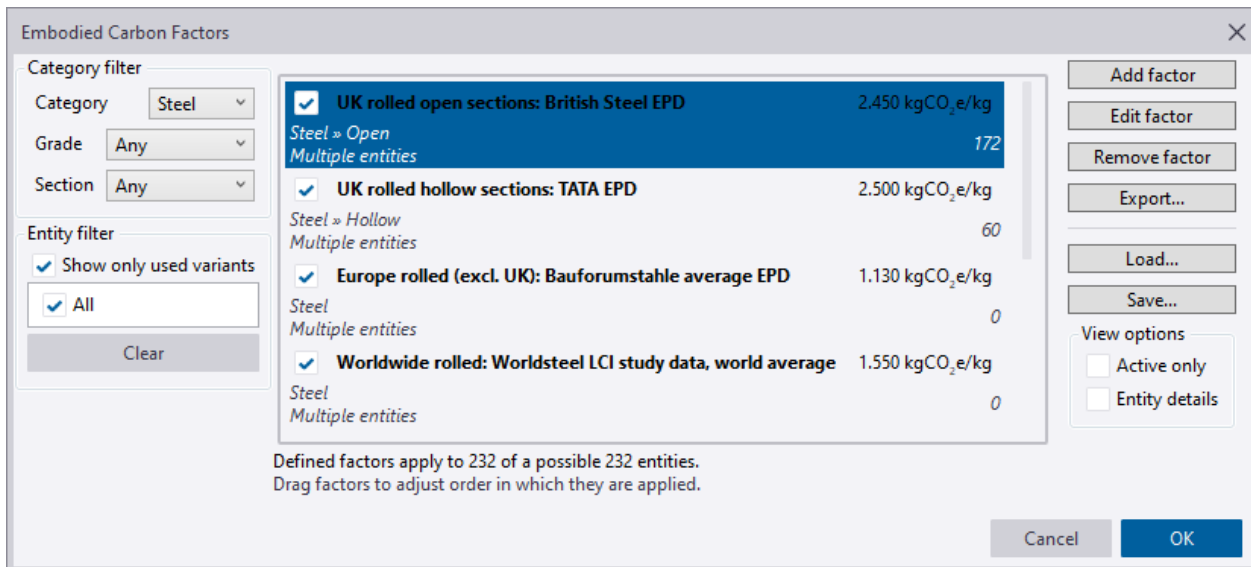 Embodied Carbon Factors
Category filter
Category Steel
Grade Any
Section Any
Entity filter
Show only used variants
All
Clear
UK rolled open sections: British Steel EPD 2.450 kgCO₂e/kg
Steel » Open
172
Multiple entities
UK rolled hollow sections: TATA EPD 2.500 kgCO₂e/kg
Steel » Hollow
60
Multiple entities
Europe rolled (excl. UK): Bauforumstahle average EPD 1.130 kgCO₂e/kg
Steel
0
Multiple entities
Worldwide rolled: Worldsteel LCI study data, world average 1.550 kgCO₂e/kg
Steel
0
Multiple entities
Defined factors apply to 232 of a possible 232 entities.
Drag factors to adjust order in which they are applied.
Add factor
Edit factor
Remove factor
Export...
Load...
Save...
View options
Active only
Entity details
Cancel
OK